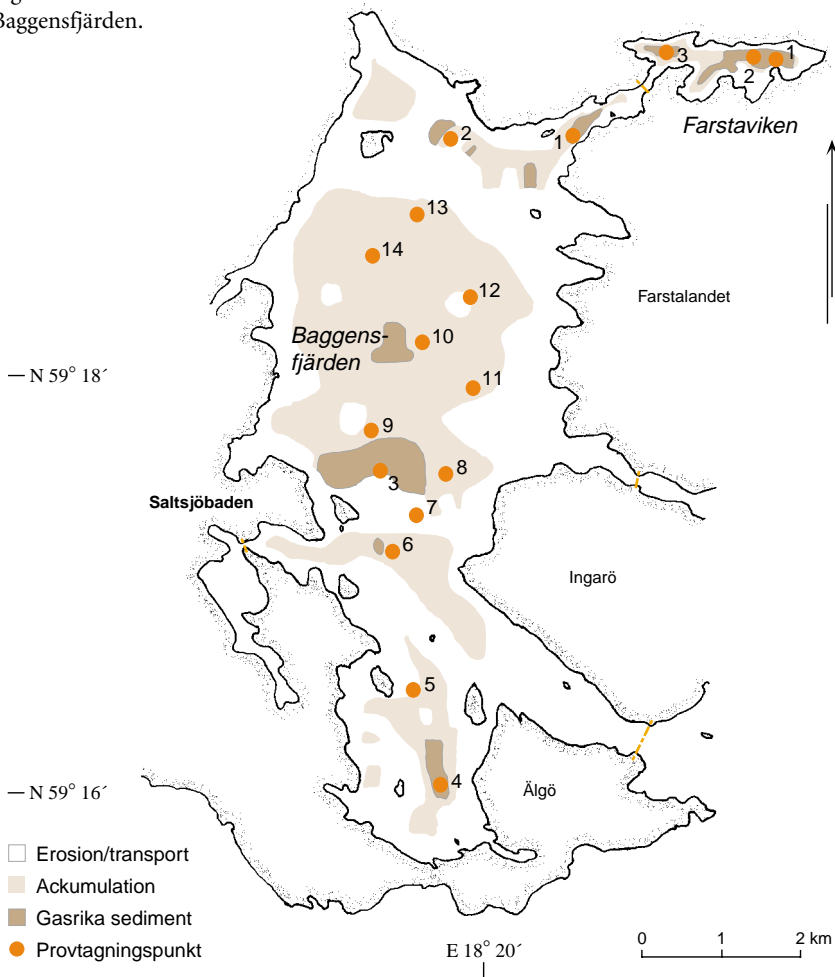 Baggensfjärden.
3
1
2
Farstaviken
2
1
13
14
12
Farstalandet
10
Baggens-
fjärden
N 59° 18´
11
9
8
3
Saltsjöbaden
7
6
Ingarö
5
4
Älgö
N 59° 16´
Erosion/transport
Ackumulation
Gasrika sediment
Provtagningspunkt
E 18° 20´
0 1 2 km